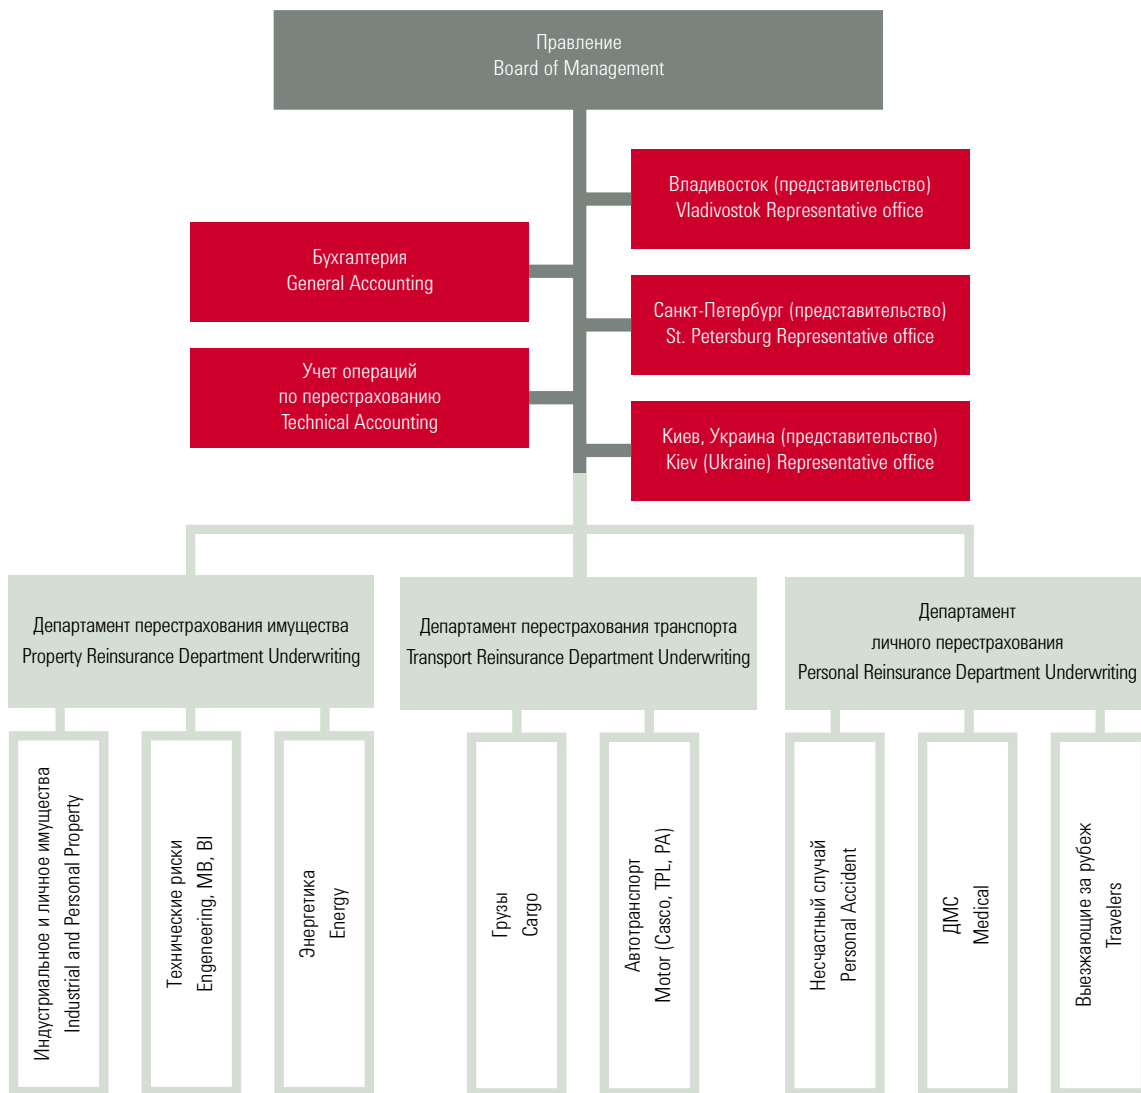 Правление
Board of Management
Владивосток (представительство)
Vladivostok Representative office
Бухгалтерия
General Accounting
Санкт-Петербург (представительство)
St. Petersburg Representative office
Учет операций
по перестрахованию
Technical Accounting
Киев, Украина (представительство)
Kiev (Ukraine) Representative office
Департамент перестрахования имущества
Property Reinsurance Department Underwriting
Департамент перестрахования транспорта
Transport Reinsurance Department Underwriting
Департамент
личного перестрахования
Personal Reinsurance Department Underwriting
Индустриальное и личное имущества
Industrial and Personal Property
Технические риски
Engeneering, MB, BI
Энергетика
Energy
Грузы
Cargo
Автотранспорт
Motor (Casco, TPL, PA)
Несчастный случай
Personal Accident
ДМС
Medical
Выезжающие за рубеж
Travelers